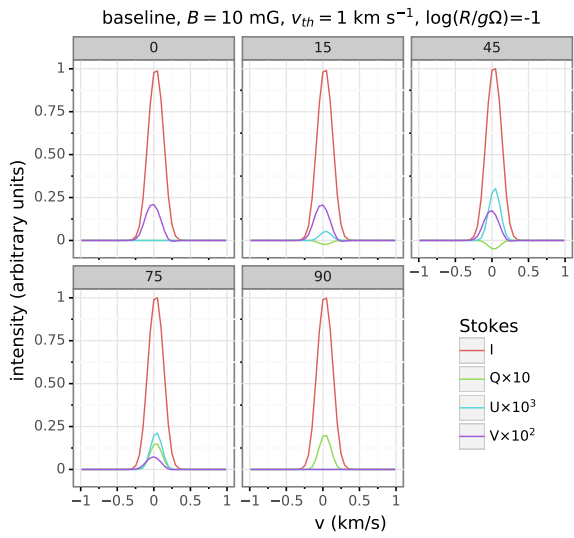 baseline, B = 10 mG, v_th = 1 km s⁻¹, log(R/gΩ)=-1
0 15 45
1
0.75
0.50
0.25
0
intensity (arbitrary units)
−1 −0.5 0 0.5 1
75 90
1
0.75
0.50
0.25
0
−1 −0.5 0 0.5 1 −1 −0.5 0 0.5 1
v (km/s)
Stokes
I
Q×10
U×10³
V×10²